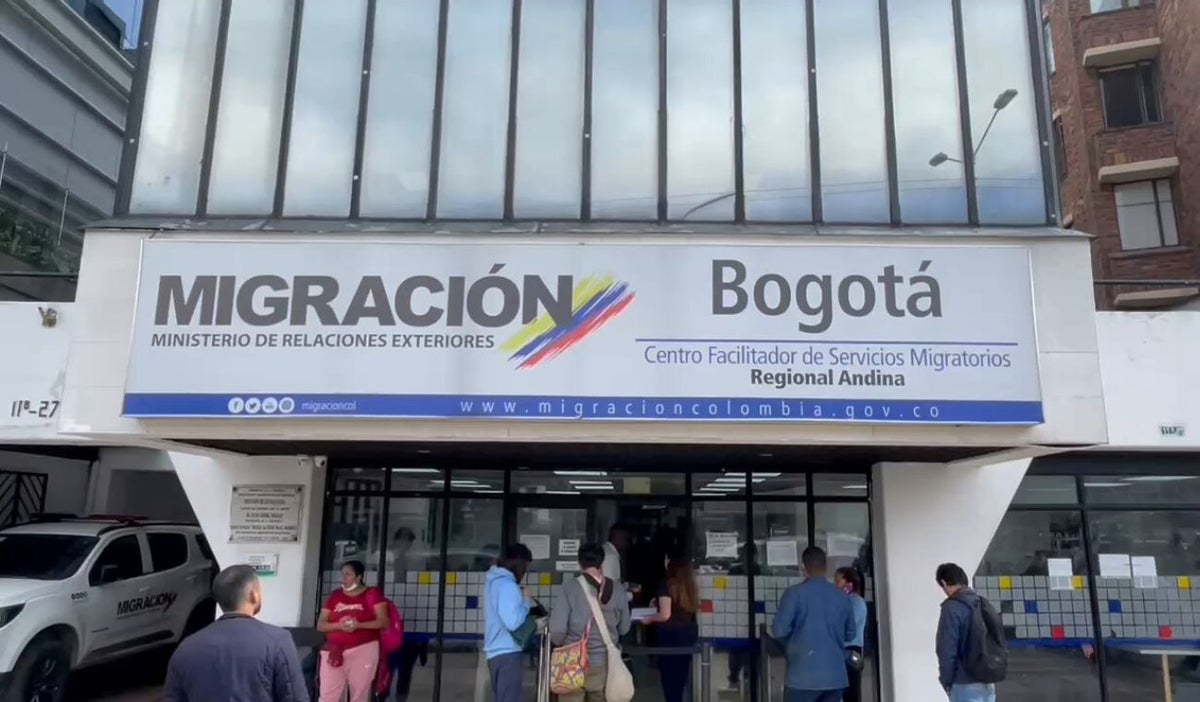 MIGRACIÓN
MINISTERIO DE RELACIONES EXTERIORES
Bogotá
Centro Facilitador de Servicios Migratorios
Regional Andina
migracioncol
www.migracioncolombia.gov.co
11B-27
MIGRACIÓN